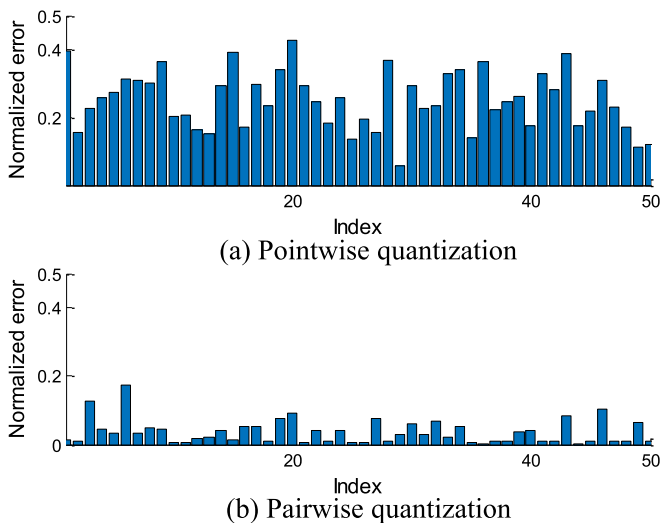 0.5
0.4
0.2
Normalized error
20 40 50
Index
(a) Pointwise quantization
0.5
0.4
0.2
0
Normalized error
20 40 50
Index
(b) Pairwise quantization